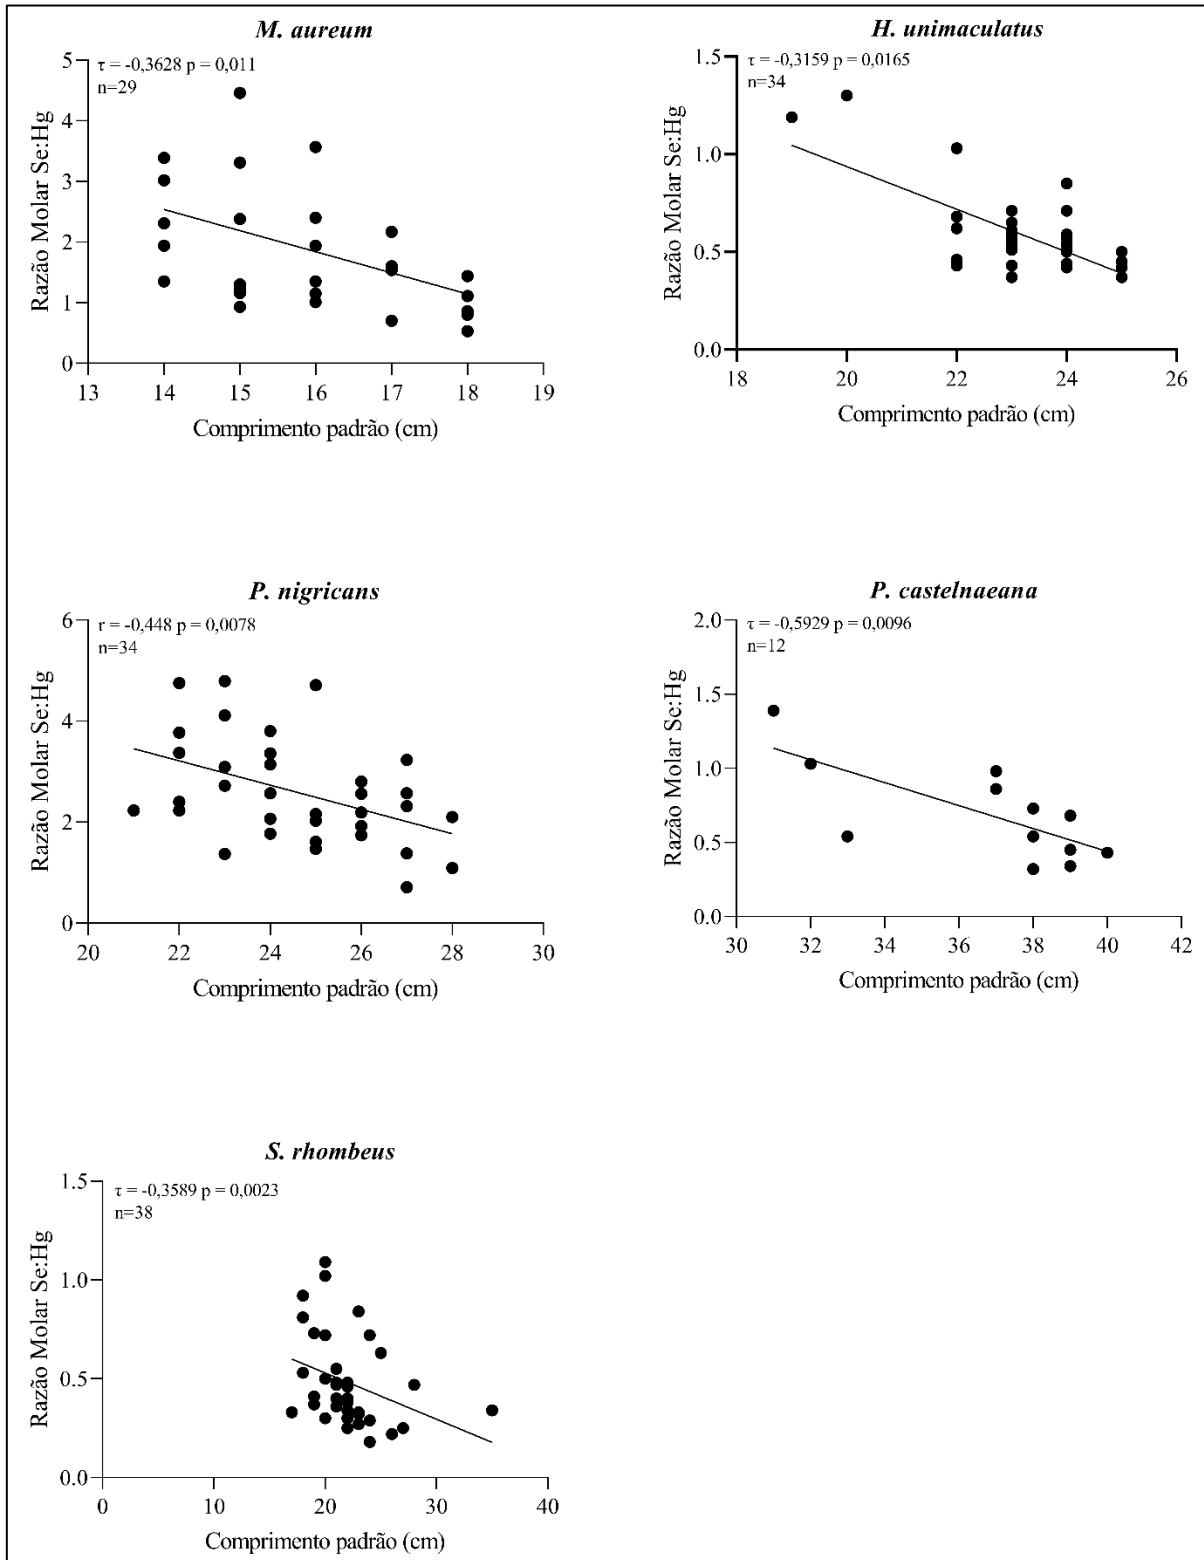 M. aureum
τ = -0,3628 p = 0,011
n=29
Razão Molar Se:Hg
5
4
3
2
1
0
13 14 15 16 17 18 19
Comprimento padrão (cm)
H. unimaculatus
τ = -0,3159 p = 0,0165
n=34
Razão Molar Se:Hg
1.5
1.0
0.5
0.0
18 20 22 24 26
Comprimento padrão (cm)
P. nigricans
r = -0,448 p = 0,0078
n=34
Razão Molar Se:Hg
6
4
2
0
20 22 24 26 28 30
Comprimento padrão (cm)
P. castelnaeana
τ = -0,5929 p = 0,0096
n=12
Razão Molar Se:Hg
2.0
1.5
1.0
0.5
0.0
30 32 34 36 38 40 42
Comprimento padrão (cm)
S. rhombeus
τ = -0,3589 p = 0,0023
n=38
Razão Molar Se:Hg
1.5
1.0
0.5
0.0
0 10 20 30 40
Comprimento padrão (cm)